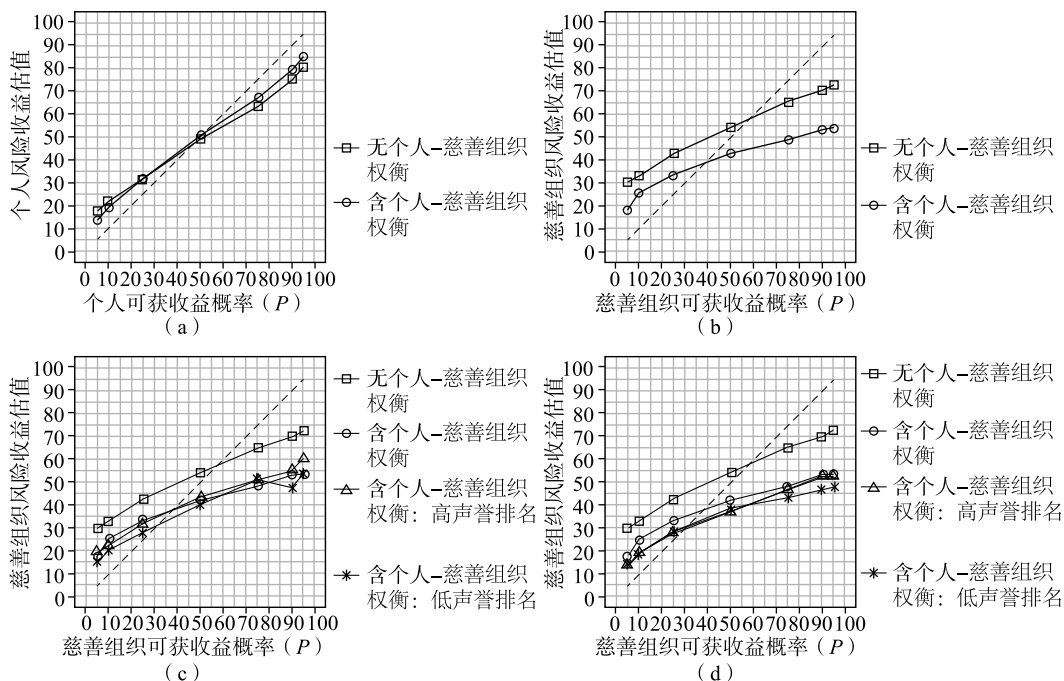 个人风险收益估值
100
90
80
70
60
50
40
30
20
10
0
0 10 20 30 40 50 60 70 80 90 100
个人可获收益概率（P）
（a）
无个人-慈善组织
权衡
含个人-慈善组织
权衡
慈善组织风险收益估值
100
90
80
70
60
50
40
30
20
10
0
0 10 20 30 40 50 60 70 80 90 100
慈善组织可获收益概率（P）
（b）
无个人-慈善组织
权衡
含个人-慈善组织
权衡
慈善组织风险收益估值
100
90
80
70
60
50
40
30
20
10
0
0 10 20 30 40 50 60 70 80 90 100
慈善组织可获收益概率（P）
（c）
无个人-慈善组织
权衡
含个人-慈善组织
权衡
含个人-慈善组织
权衡：高声誉排名
含个人-慈善组织
权衡：低声誉排名
慈善组织风险收益估值
100
90
80
70
60
50
40
30
20
10
0
0 10 20 30 40 50 60 70 80 90 100
慈善组织可获收益概率（P）
（d）
无个人-慈善组织
权衡
含个人-慈善组织
权衡
含个人-慈善组织
权衡：高声誉排名
含个人-慈善组织
权衡：低声誉排名